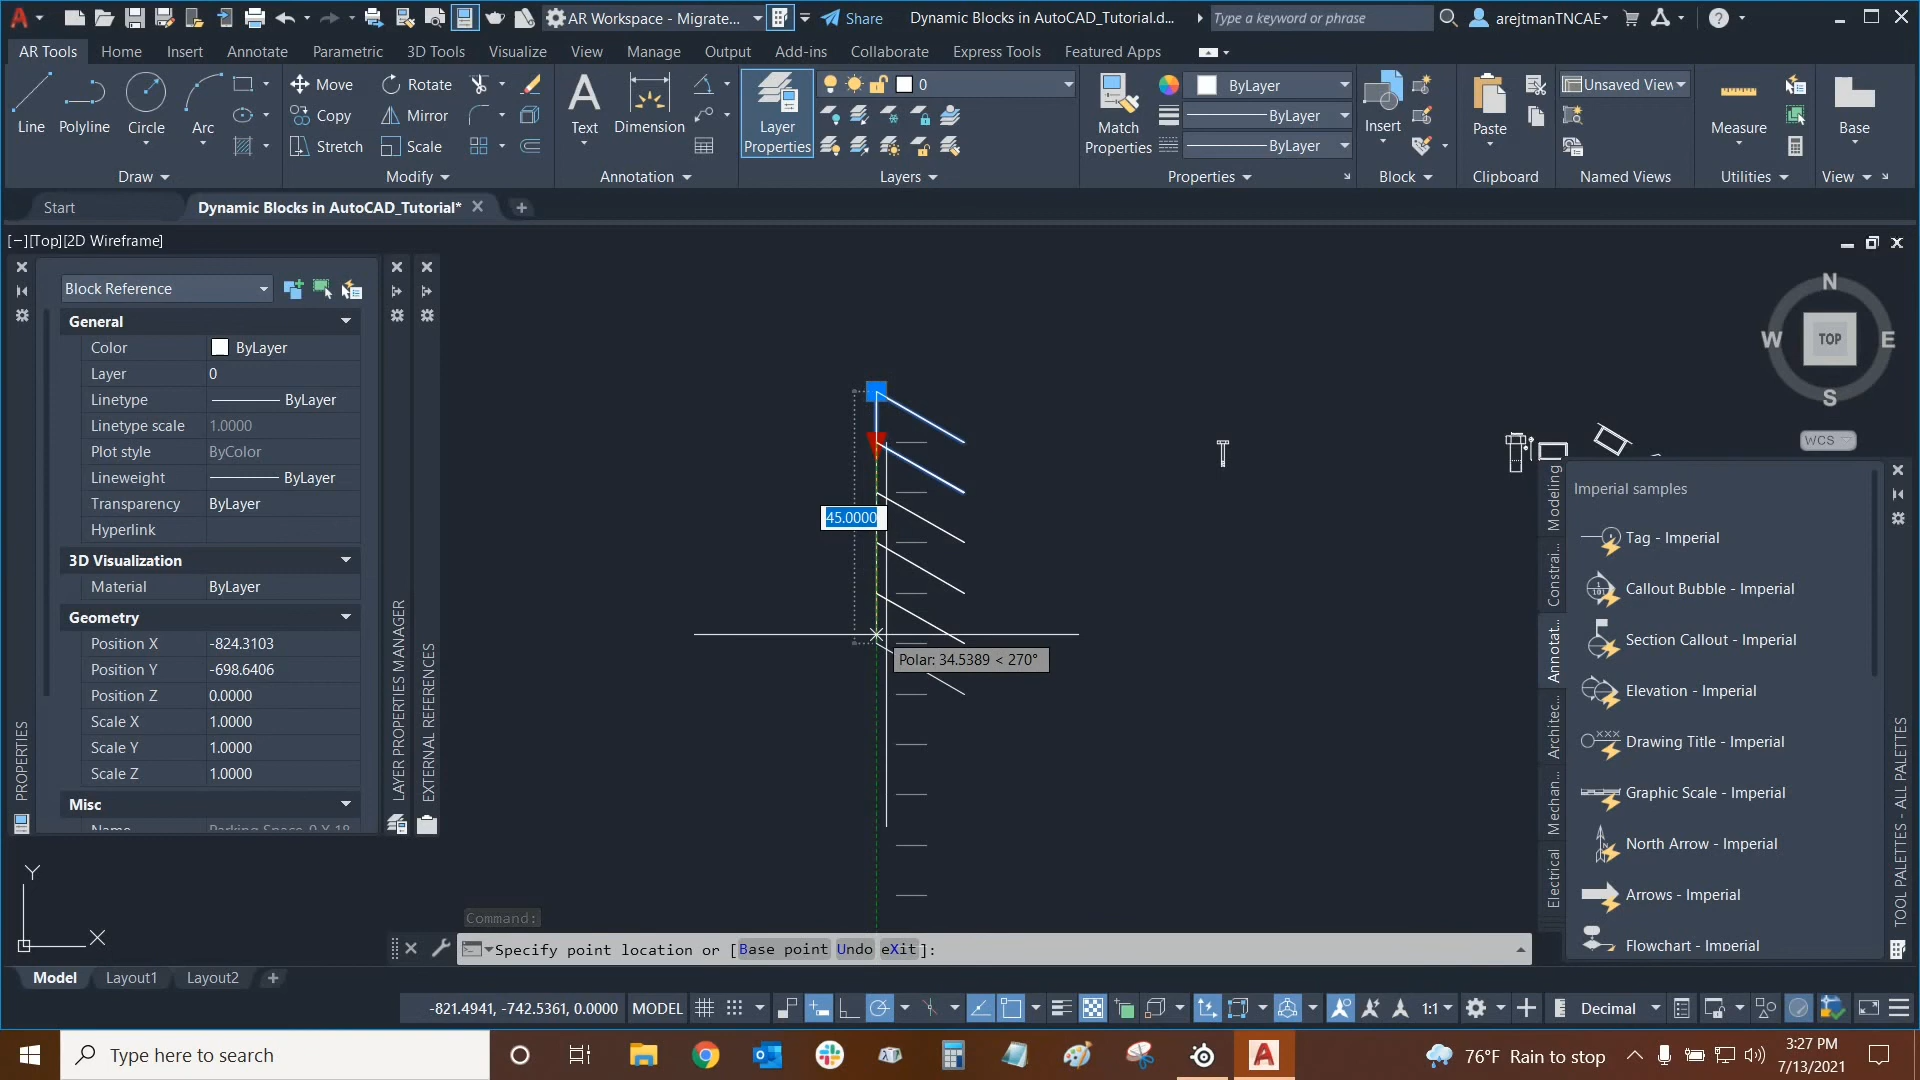 AR Workspace - Migrate... Share Dynamic Blocks in AutoCAD_Tutorial.d... Type a keyword or phrase arejtmanTNCAE
AR Tools Home Insert Annotate Parametric 3D Tools Visualize View Manage Output Add-ins Collaborate Express Tools Featured Apps
Line Polyline Circle Arc
Move Rotate
Copy Mirror
Stretch Scale
Text Dimension
Layer Properties
0
Match Properties
ByLayer
ByLayer
ByLayer
Insert
Paste
Unsaved View
Measure
Base
Draw Modify Annotation Layers Properties Block Clipboard Named Views Utilities View
Start Dynamic Blocks in AutoCAD_Tutorial*
[−][Top][2D Wireframe]
Block Reference
General
Color ByLayer
Layer 0
Linetype ByLayer
Linetype scale 1.0000
Plot style ByColor
Lineweight ByLayer
Transparency ByLayer
Hyperlink
3D Visualization
Material ByLayer
Geometry
Position X -824.3103
Position Y -698.6406
Position Z 0.0000
Scale X 1.0000
Scale Y 1.0000
Scale Z 1.0000
Misc
Name Parking Space-9 X 18
PROPERTIES
LAYER PROPERTIES MANAGER
EXTERNAL REFERENCES
45.0000
Polar: 34.5389 < 270°
N
W TOP E
S
WCS
Modeling
Constrai...
Annotat...
Architec...
Mechan...
Electrical
Imperial samples
Tag - Imperial
Callout Bubble - Imperial
Section Callout - Imperial
Elevation - Imperial
Drawing Title - Imperial
Graphic Scale - Imperial
North Arrow - Imperial
Arrows - Imperial
Flowchart - Imperial
TOOL PALETTES - ALL PALETTES
Y
X
Command:
Specify point location or [Base point Undo eXit]:
Model Layout1 Layout2
-821.4941, -742.5361, 0.0000 MODEL 1:1 Decimal
Type here to search
76°F Rain to stop
3:27 PM
7/13/2021